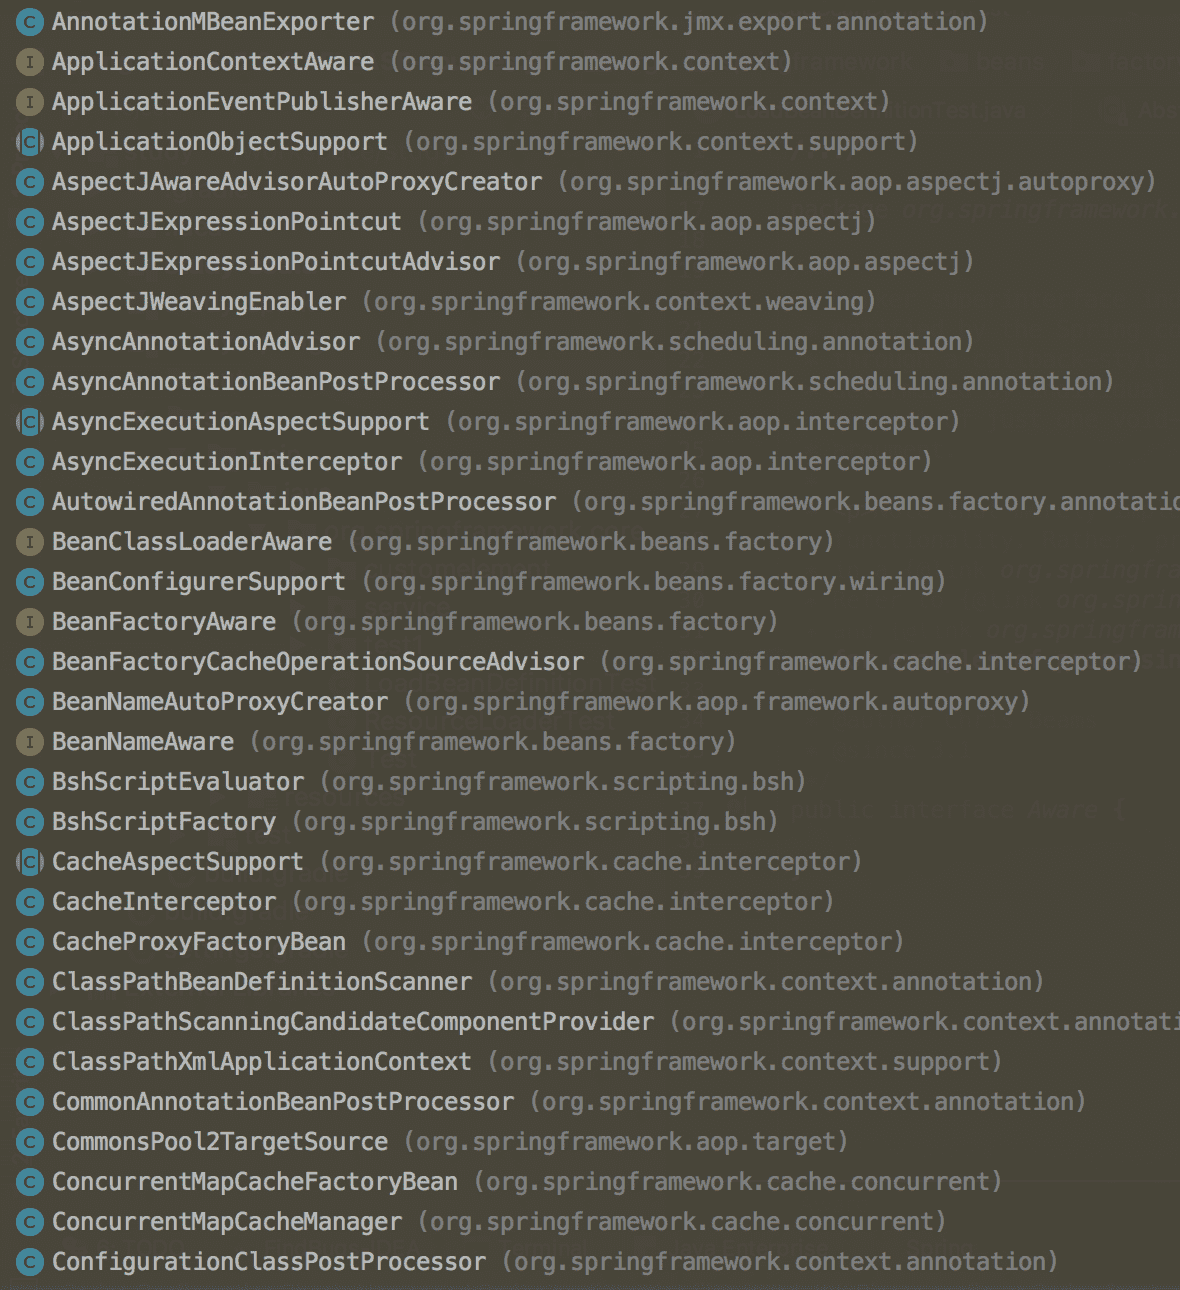 C AnnotationMBeanExporter (org.springframework.jmx.export.annotation)
I ApplicationContextAware (org.springframework.context)
I ApplicationEventPublisherAware (org.springframework.context)
C ApplicationObjectSupport (org.springframework.context.support)
C AspectJAwareAdvisorAutoProxyCreator (org.springframework.aop.aspectj.autoproxy)
C AspectJExpressionPointcut (org.springframework.aop.aspectj)
C AspectJExpressionPointcutAdvisor (org.springframework.aop.aspectj)
C AspectJWeavingEnabler (org.springframework.context.weaving)
C AsyncAnnotationAdvisor (org.springframework.scheduling.annotation)
C AsyncAnnotationBeanPostProcessor (org.springframework.scheduling.annotation)
C AsyncExecutionAspectSupport (org.springframework.aop.interceptor)
C AsyncExecutionInterceptor (org.springframework.aop.interceptor)
C AutowiredAnnotationBeanPostProcessor (org.springframework.beans.factory.annotatio
I BeanClassLoaderAware (org.springframework.beans.factory)
C BeanConfigurerSupport (org.springframework.beans.factory.wiring)
I BeanFactoryAware (org.springframework.beans.factory)
C BeanFactoryCacheOperationSourceAdvisor (org.springframework.cache.interceptor)
C BeanNameAutoProxyCreator (org.springframework.aop.framework.autoproxy)
I BeanNameAware (org.springframework.beans.factory)
C BshScriptEvaluator (org.springframework.scripting.bsh)
C BshScriptFactory (org.springframework.scripting.bsh)
C CacheAspectSupport (org.springframework.cache.interceptor)
C CacheInterceptor (org.springframework.cache.interceptor)
C CacheProxyFactoryBean (org.springframework.cache.interceptor)
C ClassPathBeanDefinitionScanner (org.springframework.context.annotation)
C ClassPathScanningCandidateComponentProvider (org.springframework.context.annotati
C ClassPathXmlApplicationContext (org.springframework.context.support)
C CommonAnnotationBeanPostProcessor (org.springframework.context.annotation)
C CommonsPool2TargetSource (org.springframework.aop.target)
C ConcurrentMapCacheFactoryBean (org.springframework.cache.concurrent)
C ConcurrentMapCacheManager (org.springframework.cache.concurrent)
C ConfigurationClassPostProcessor (org.springframework.context.annotation)